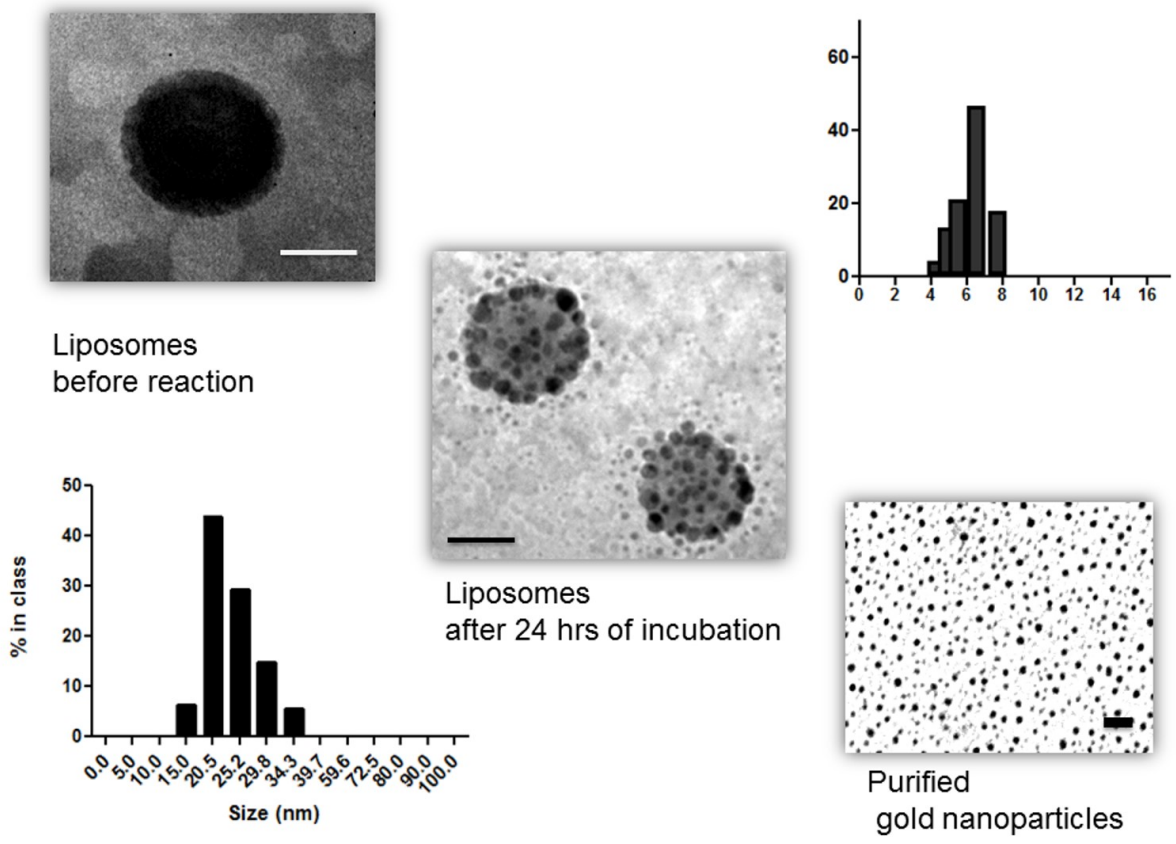 60
40
20
0
0 2 4 6 8 10 12 14 16
Liposomes
before reaction
Liposomes
after 24 hrs of incubation
50
40
30
20
10
0
% in class
0.0 5.0 10.0 15.0 20.5 25.2 29.8 34.3 39.7 59.6 72.5 80.0 90.0 100.0
Size (nm)
Purified
gold nanoparticles